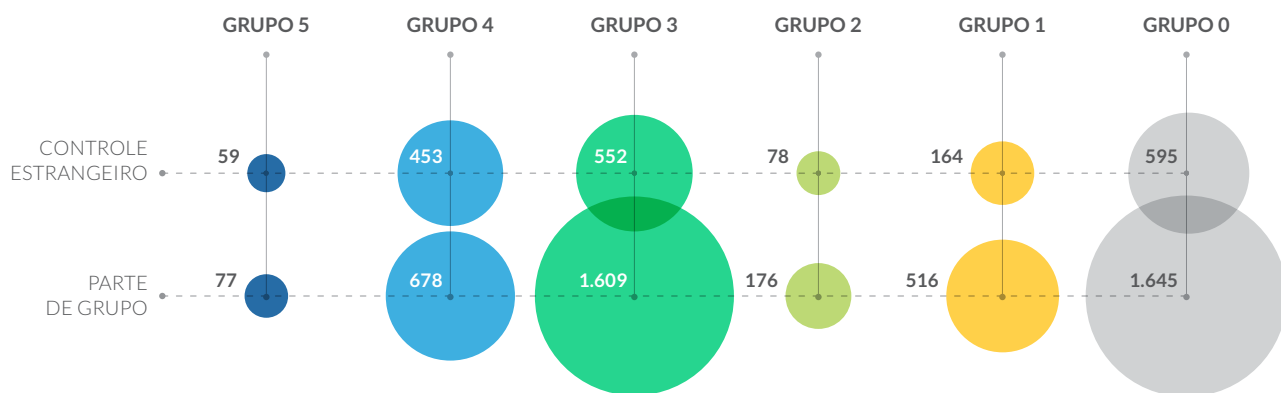 GRUPO 5 GRUPO 4 GRUPO 3 GRUPO 2 GRUPO 1 GRUPO 0
CONTROLE
ESTRANGEIRO
59 453 552 78 164 595
PARTE
DE GRUPO
77 678 1.609 176 516 1.645